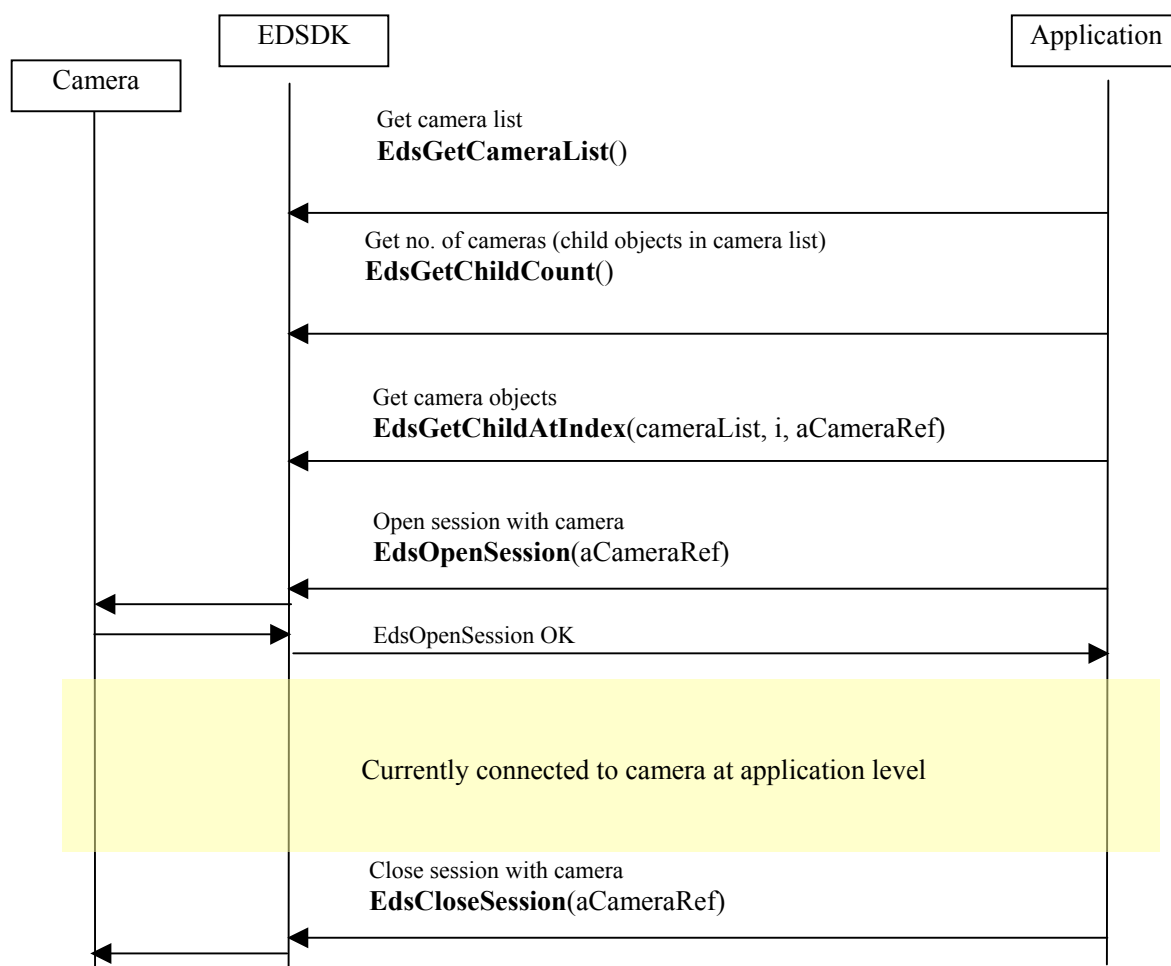 EDSDK
Application
Camera
Get camera list
EdsGetCameraList()
Get no. of cameras (child objects in camera list)
EdsGetChildCount()
Get camera objects
EdsGetChildAtIndex(cameraList, i, aCameraRef)
Open session with camera
EdsOpenSession(aCameraRef)
EdsOpenSession OK
Currently connected to camera at application level
Close session with camera
EdsCloseSession(aCameraRef)